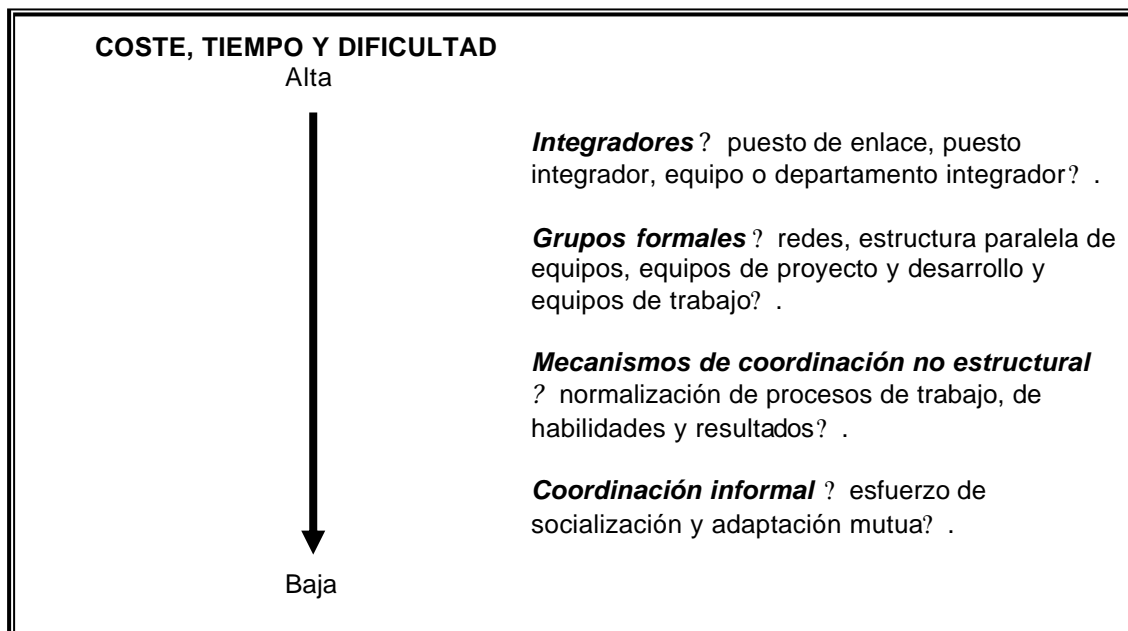 COSTE, TIEMPO Y DIFICULTAD
Alta
Integradores ? puesto de enlace, puesto
integrador, equipo o departamento integrador? .
Grupos formales ? redes, estructura paralela de
equipos, equipos de proyecto y desarrollo y
equipos de trabajo? .
Mecanismos de coordinación no estructural
? normalización de procesos de trabajo, de
habilidades y resultados? .
Coordinación informal ? esfuerzo de
socialización y adaptación mutua? .
Baja